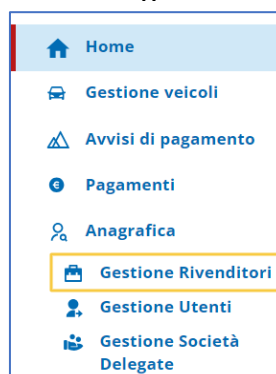 Home
Gestione veicoli
Avvisi di pagamento
Pagamenti
Anagrafica
Gestione Rivenditori
Gestione Utenti
Gestione Società
Delegate